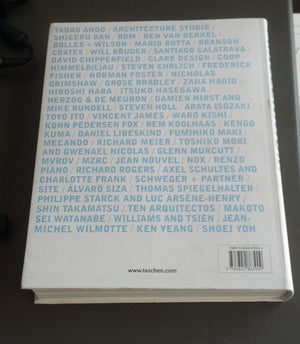 TADAO ANDO / ARCHITECTURE STUDIO /
SHIGERU BAN / BDM / BEN VAN BERKEL /
BOLLES + WILSON / MARIO BOTTA / BRANSON
COATES / WILL BRUDER / SANTIAGO CALATRAVA /
DAVID CHIPPERFIELD / CLARE DESIGN / COOP
HIMMELB(L)AU / STEVEN EHRLICH / FREDERICK
FISHER / NORMAN FOSTER / NICHOLAS
GRIMSHAW / GROSE BRADLEY / ZAHA HADID /
HIROSHI HARA / ITSUKO HASEGAWA /
HERZOG & DE MEURON / DAMIEN HIRST AND
MIKE RUNDELL / STEVEN HOLL / ARATA ISOZAKI /
TOYO ITO / VINCENT JAMES / WARO KISHI /
KOHN PEDERSEN FOX / REM KOOLHAAS / KENGO
KUMA / DANIEL LIBESKIND / FUMIHIKO MAKI /
MECANOO / RICHARD MEIER / TOSHIKO MORI
AND GWENAEL NICOLAS / GLENN MURCUTT /
MVRDV / MZRC / JEAN NOUVEL / NOX / RENZO
PIANO / RICHARD ROGERS / AXEL SCHULTES AND
CHARLOTTE FRANK / SCHWEGER + PARTNER /
SITE / ÁLVARO SIZA / THOMAS SPIEGELHALTER /
PHILIPPE STARCK AND LUC ARSENE-HENRY /
SHIN TAKAMATSU / TEN ARQUITECTOS / MAKOTO
SEI WATANABE / WILLIAMS AND TSIEN / JEAN-
MICHEL WILMOTTE / KEN YEANG / SHOEI YOH
www.taschen.com